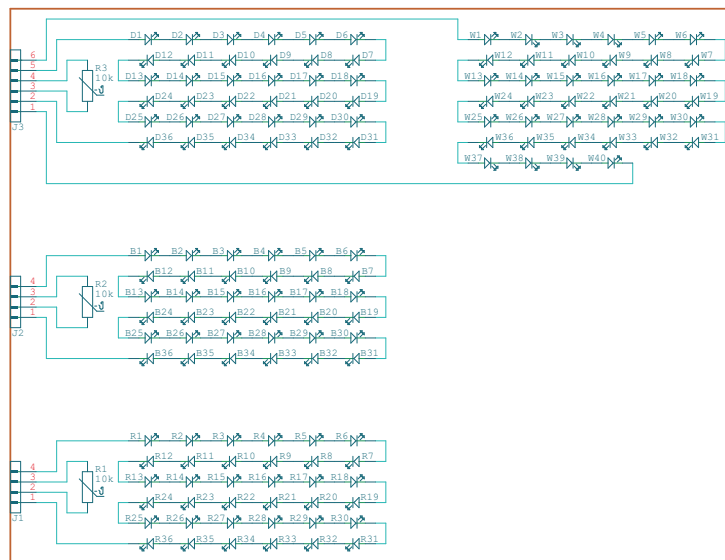 D1 D2 D3 D4 D5 D6
W1 W2 W3 W4 W5 W6
6
5
4
3
2
1
J3
R3
10k
D12 D11 D10 D9 D8 D7
D13 D14 D15 D16 D17 D18
D24 D23 D22 D21 D20 D19
D25 D26 D27 D28 D29 D30
D36 D35 D34 D33 D32 D31
W12 W11 W10 W9 W8 W7
W13 W14 W15 W16 W17 W18
W24 W23 W22 W21 W20 W19
W25 W26 W27 W28 W29 W30
W36 W35 W34 W33 W32 W31
W37 W38 W39 W40
B1 B2 B3 B4 B5 B6
4
3
2
1
J2
R2
10k
B12 B11 B10 B9 B8 B7
B13 B14 B15 B16 B17 B18
B24 B23 B22 B21 B20 B19
B25 B26 B27 B28 B29 B30
B36 B35 B34 B33 B32 B31
R1 R2 R3 R4 R5 R6
4
3
2
1
J1
R1
10k
R12 R11 R10 R9 R8 R7
R13 R14 R15 R16 R17 R18
R24 R23 R22 R21 R20 R19
R25 R26 R27 R28 R29 R30
R36 R35 R34 R33 R32 R31